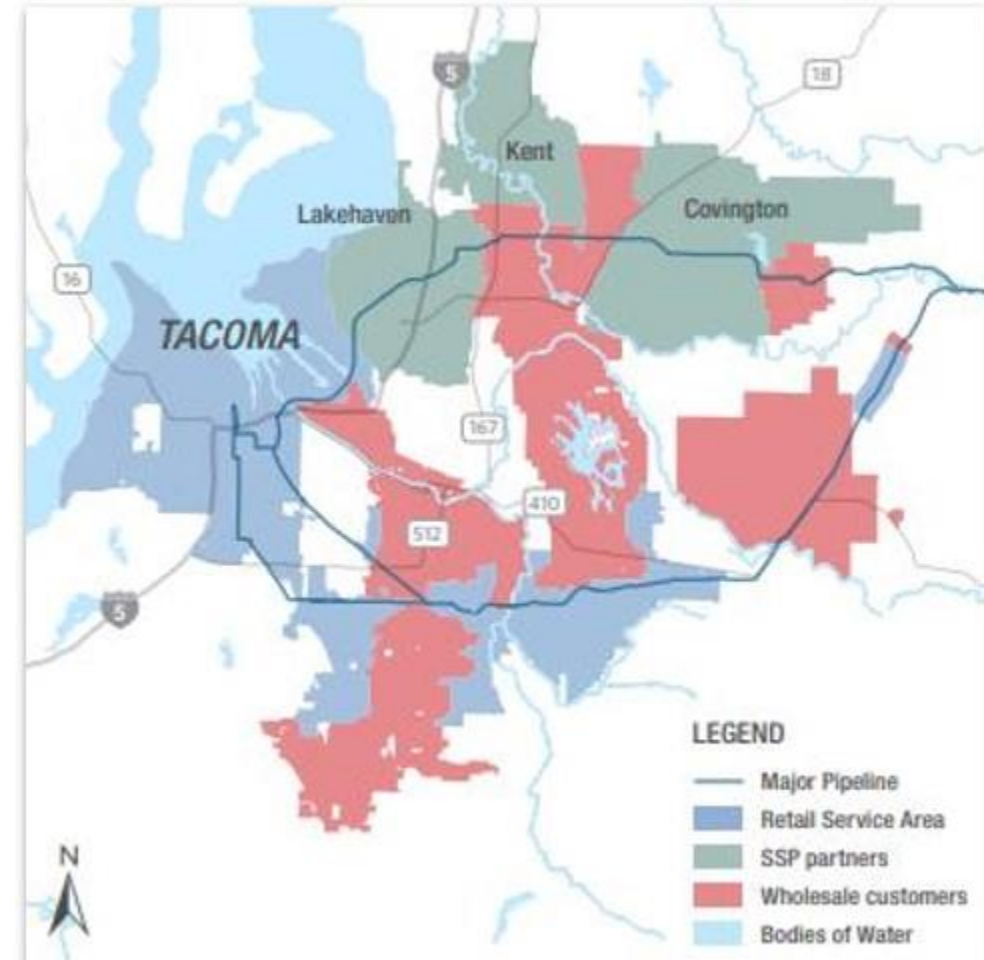 5
18
Kent
Lakehaven
Covington
16
TACOMA
167
410
512
5
LEGEND
Major Pipeline
Retail Service Area
SSP partners
Wholesale customers
Bodies of Water
N